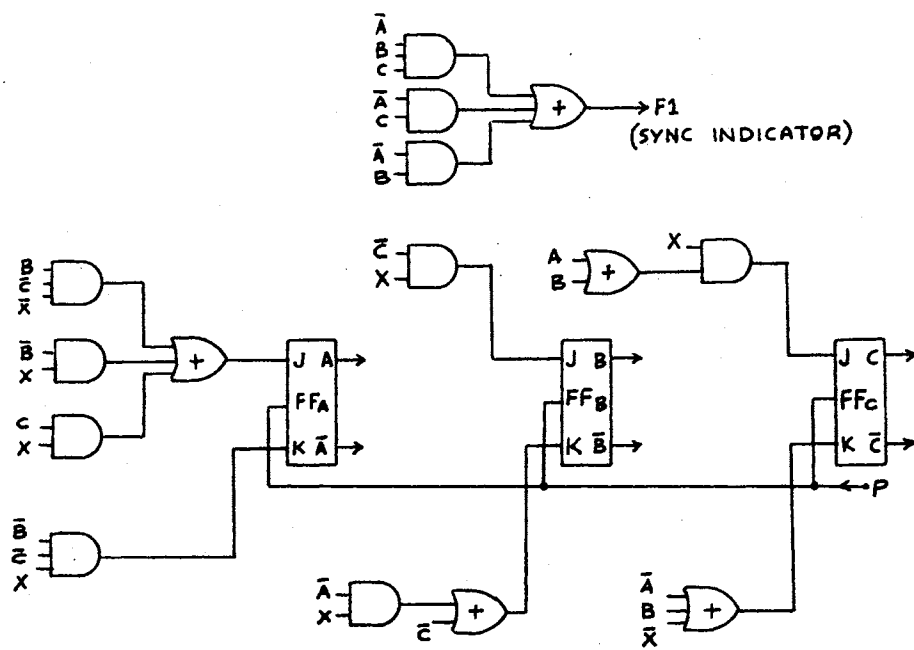 Ā
B
C
Ā
C
Ā
B
+
F1
(SYNC INDICATOR)
B
C̄
X̄
B̄
X
C
X
+
B̄
C̄
X
J A
FFA
K Ā
C̄
X
J B
FFB
K B̄
Ā
X
C̄
+
A
B
+
X
J C
FFC
K C̄
P
Ā
B
X̄
+